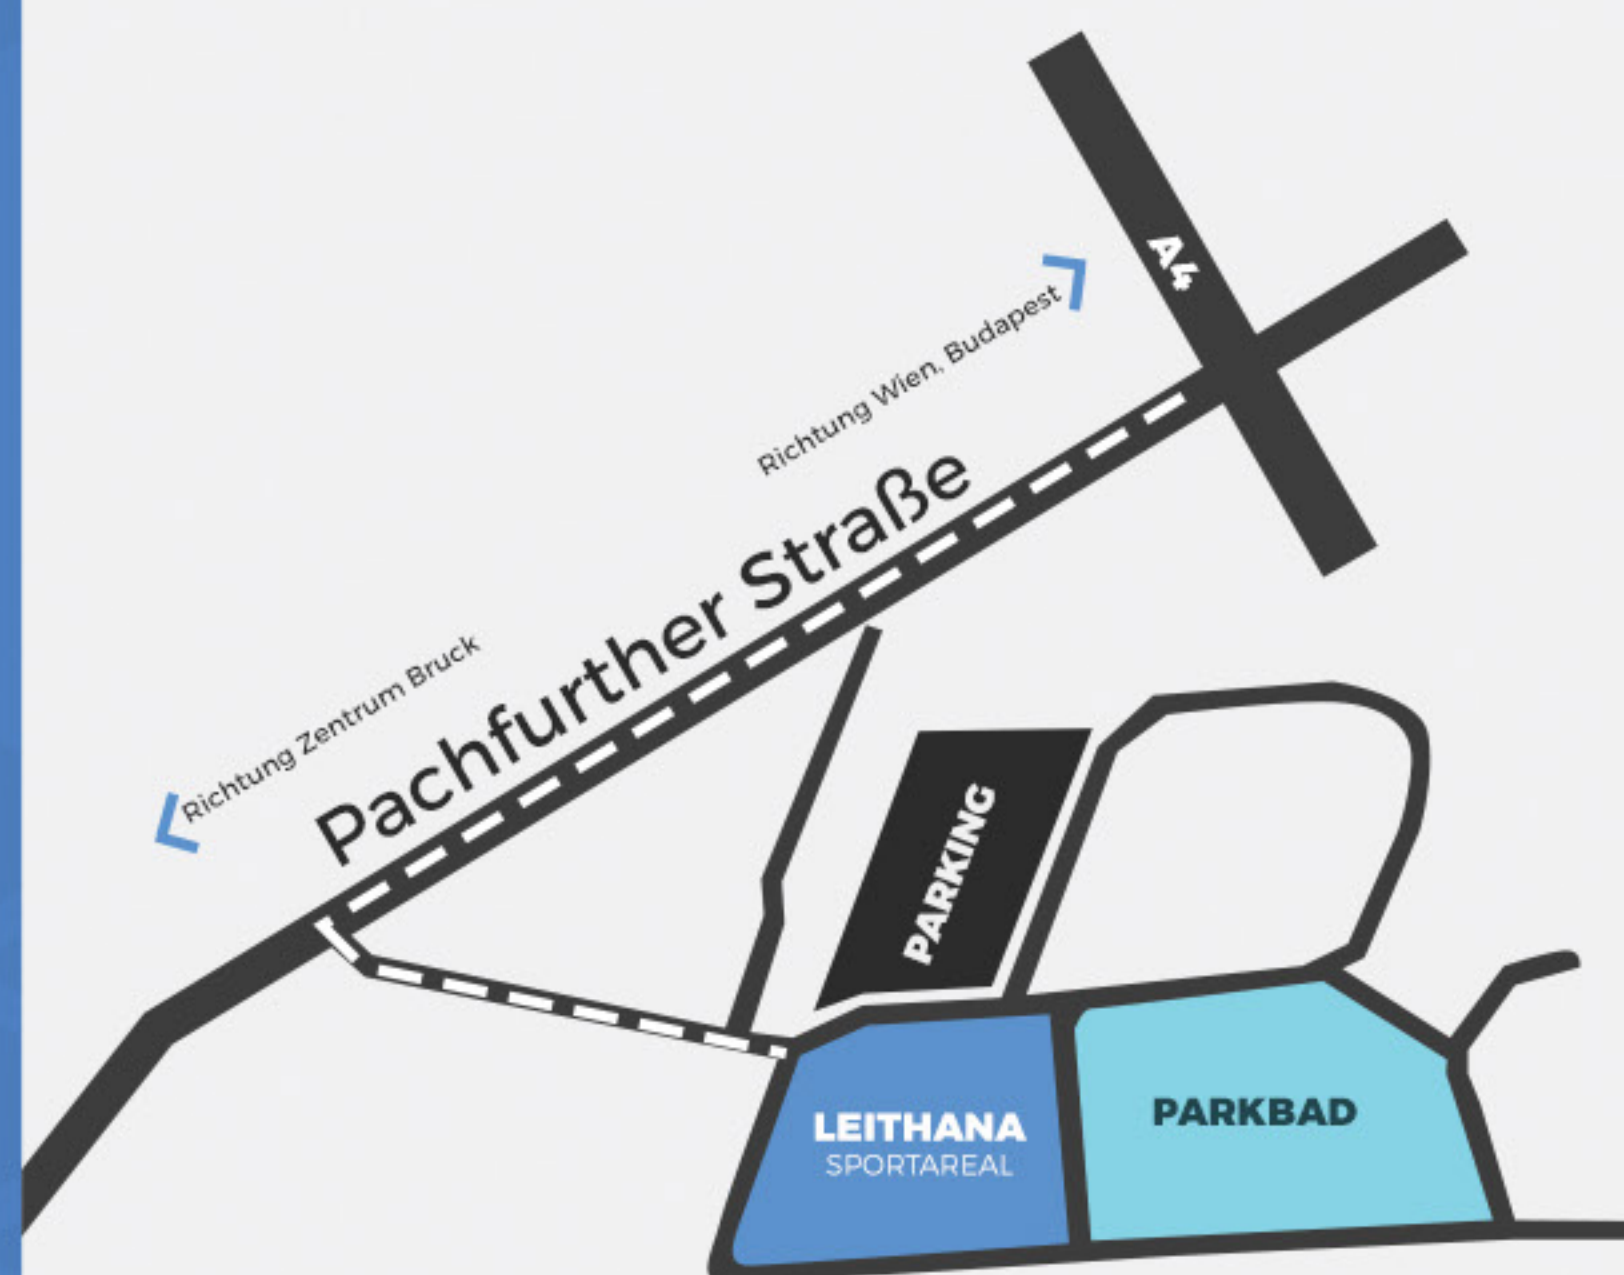 A4
Richtung Wien, Budapest
Pachfurther Straße
Richtung Zentrum Bruck
PARKING
LEITHANA
SPORTAREAL
PARKBAD